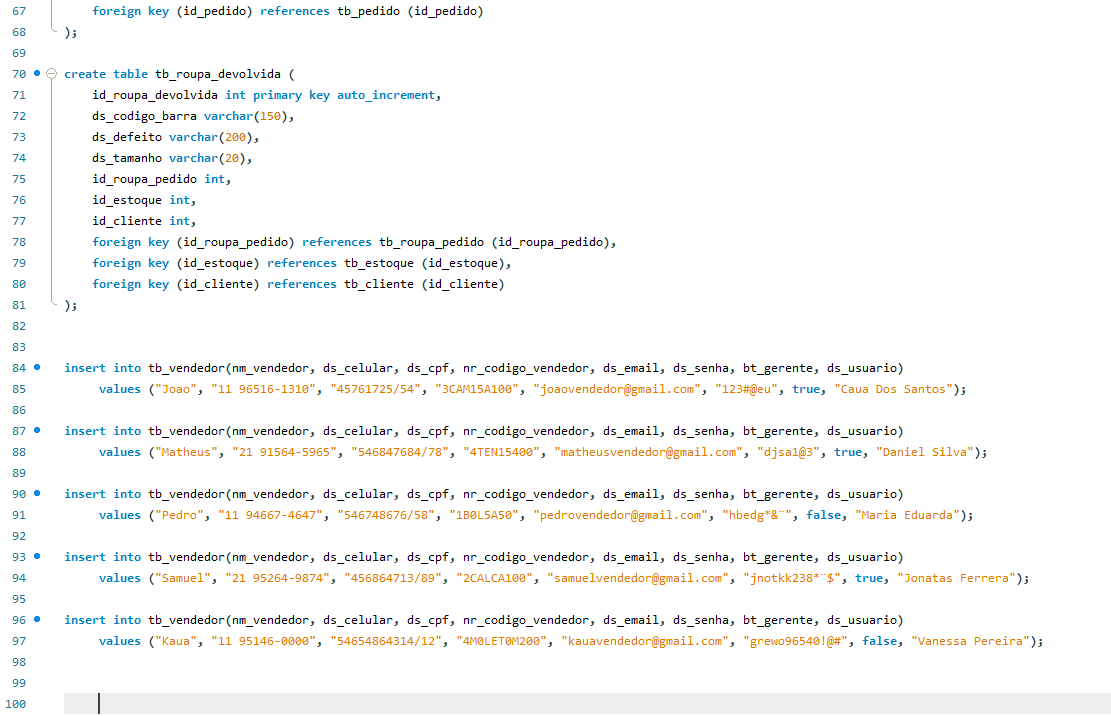 67 foreign key (id_pedido) references tb_pedido (id_pedido)
68 );
69
70 create table tb_roupa_devolvida (
71 id_roupa_devolvida int primary key auto_increment,
72 ds_codigo_barra varchar(150),
73 ds_defeito varchar(200),
74 ds_tamanho varchar(20),
75 id_roupa_pedido int,
76 id_estoque int,
77 id_cliente int,
78 foreign key (id_roupa_pedido) references tb_roupa_pedido (id_roupa_pedido),
79 foreign key (id_estoque) references tb_estoque (id_estoque),
80 foreign key (id_cliente) references tb_cliente (id_cliente)
81 );
82
83
84 insert into tb_vendedor(nm_vendedor, ds_celular, ds_cpf, nr_codigo_vendedor, ds_email, ds_senha, bt_gerente, ds_usuario)
85 values ("Joao", "11 96516-1310", "45761725/54", "3CAM15A100", "joaovendedor@gmail.com", "123#@eu", true, "Caua Dos Santos");
86
87 insert into tb_vendedor(nm_vendedor, ds_celular, ds_cpf, nr_codigo_vendedor, ds_email, ds_senha, bt_gerente, ds_usuario)
88 values ("Matheus", "21 91564-5965", "546847684/78", "4TEN15400", "matheusvendedor@gmail.com", "djsa1@3", true, "Daniel Silva");
89
90 insert into tb_vendedor(nm_vendedor, ds_celular, ds_cpf, nr_codigo_vendedor, ds_email, ds_senha, bt_gerente, ds_usuario)
91 values ("Pedro", "11 94667-4647", "546748676/58", "1B0L5A50", "pedrovendedor@gmail.com", "hbedg*&¨", false, "Maria Eduarda");
92
93 insert into tb_vendedor(nm_vendedor, ds_celular, ds_cpf, nr_codigo_vendedor, ds_email, ds_senha, bt_gerente, ds_usuario)
94 values ("Samuel", "21 95264-9874", "456864713/89", "2CALCA100", "samuelvendedor@gmail.com", "jnotkk238*¨$", true, "Jonatas Ferrera");
95
96 insert into tb_vendedor(nm_vendedor, ds_celular, ds_cpf, nr_codigo_vendedor, ds_email, ds_senha, bt_gerente, ds_usuario)
97 values ("Kaua", "11 95146-0000", "54654864314/12", "4M0LET0M200", "kauavendedor@gmail.com", "grewo96540!@#", false, "Vanessa Pereira");
98
99
100